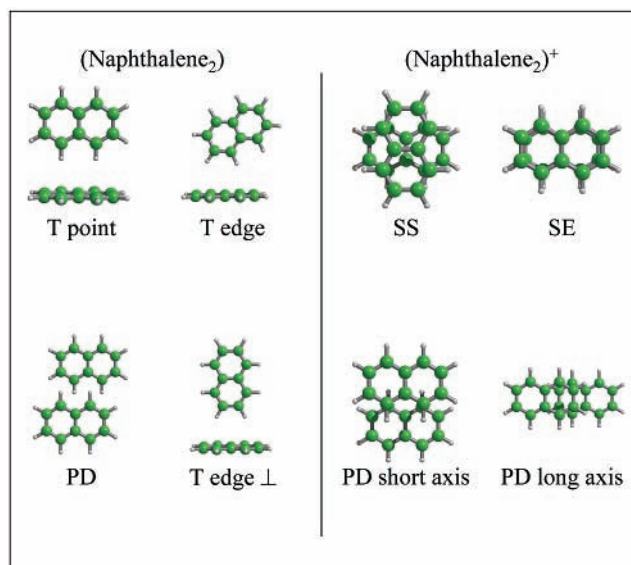 (Naphthalene₂)
(Naphthalene₂)⁺
T point
T edge
SS
SE
PD
T edge ⊥
PD short axis
PD long axis